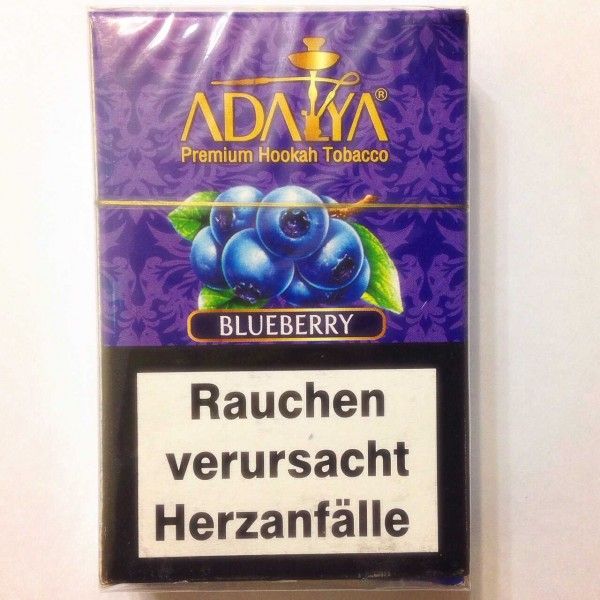 ADALYA®
Premium Hookah Tobacco
BLUEBERRY
Rauchen
verursacht
Herzanfälle